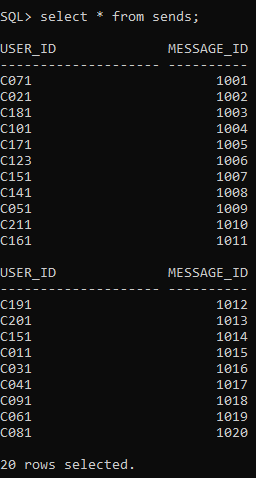 SQL> select * from sends;
USER_ID MESSAGE_ID
-------------------- ----------
C071 1001
C021 1002
C181 1003
C101 1004
C171 1005
C123 1006
C151 1007
C141 1008
C051 1009
C211 1010
C161 1011
USER_ID MESSAGE_ID
-------------------- ----------
C191 1012
C201 1013
C151 1014
C011 1015
C031 1016
C041 1017
C091 1018
C061 1019
C081 1020
20 rows selected.